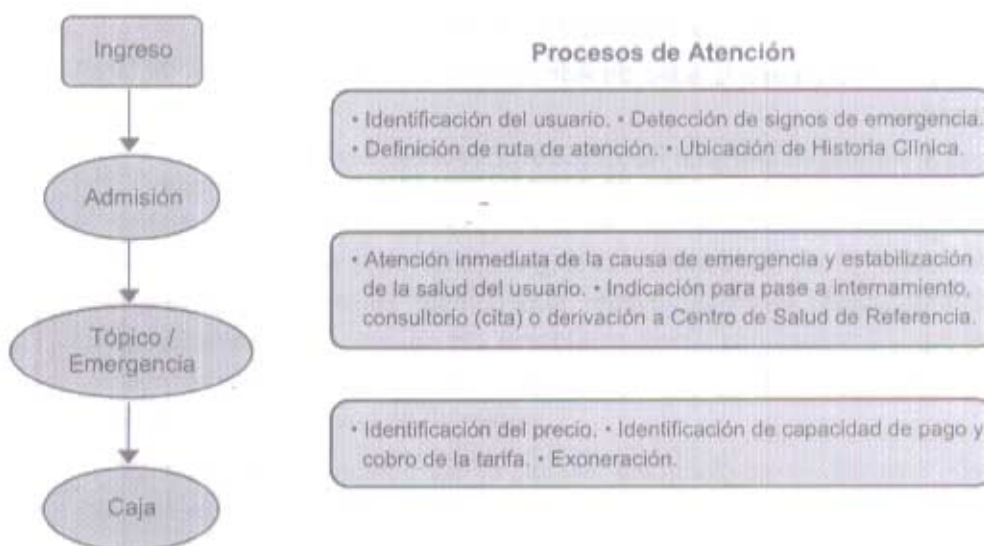 Ingreso
Procesos de Atención
• Identificación del usuario. • Detección de signos de emergencia.
• Definición de ruta de atención. • Ubicación de Historia Clínica.
Admisión
• Atención inmediata de la causa de emergencia y estabilización
de la salud del usuario. • Indicación para pase a internamiento,
consultorio (cita) o derivación a Centro de Salud de Referencia.
Tópico /
Emergencia
• Identificación del precio. • Identificación de capacidad de pago y
cobro de la tarifa. • Exoneración.
Caja